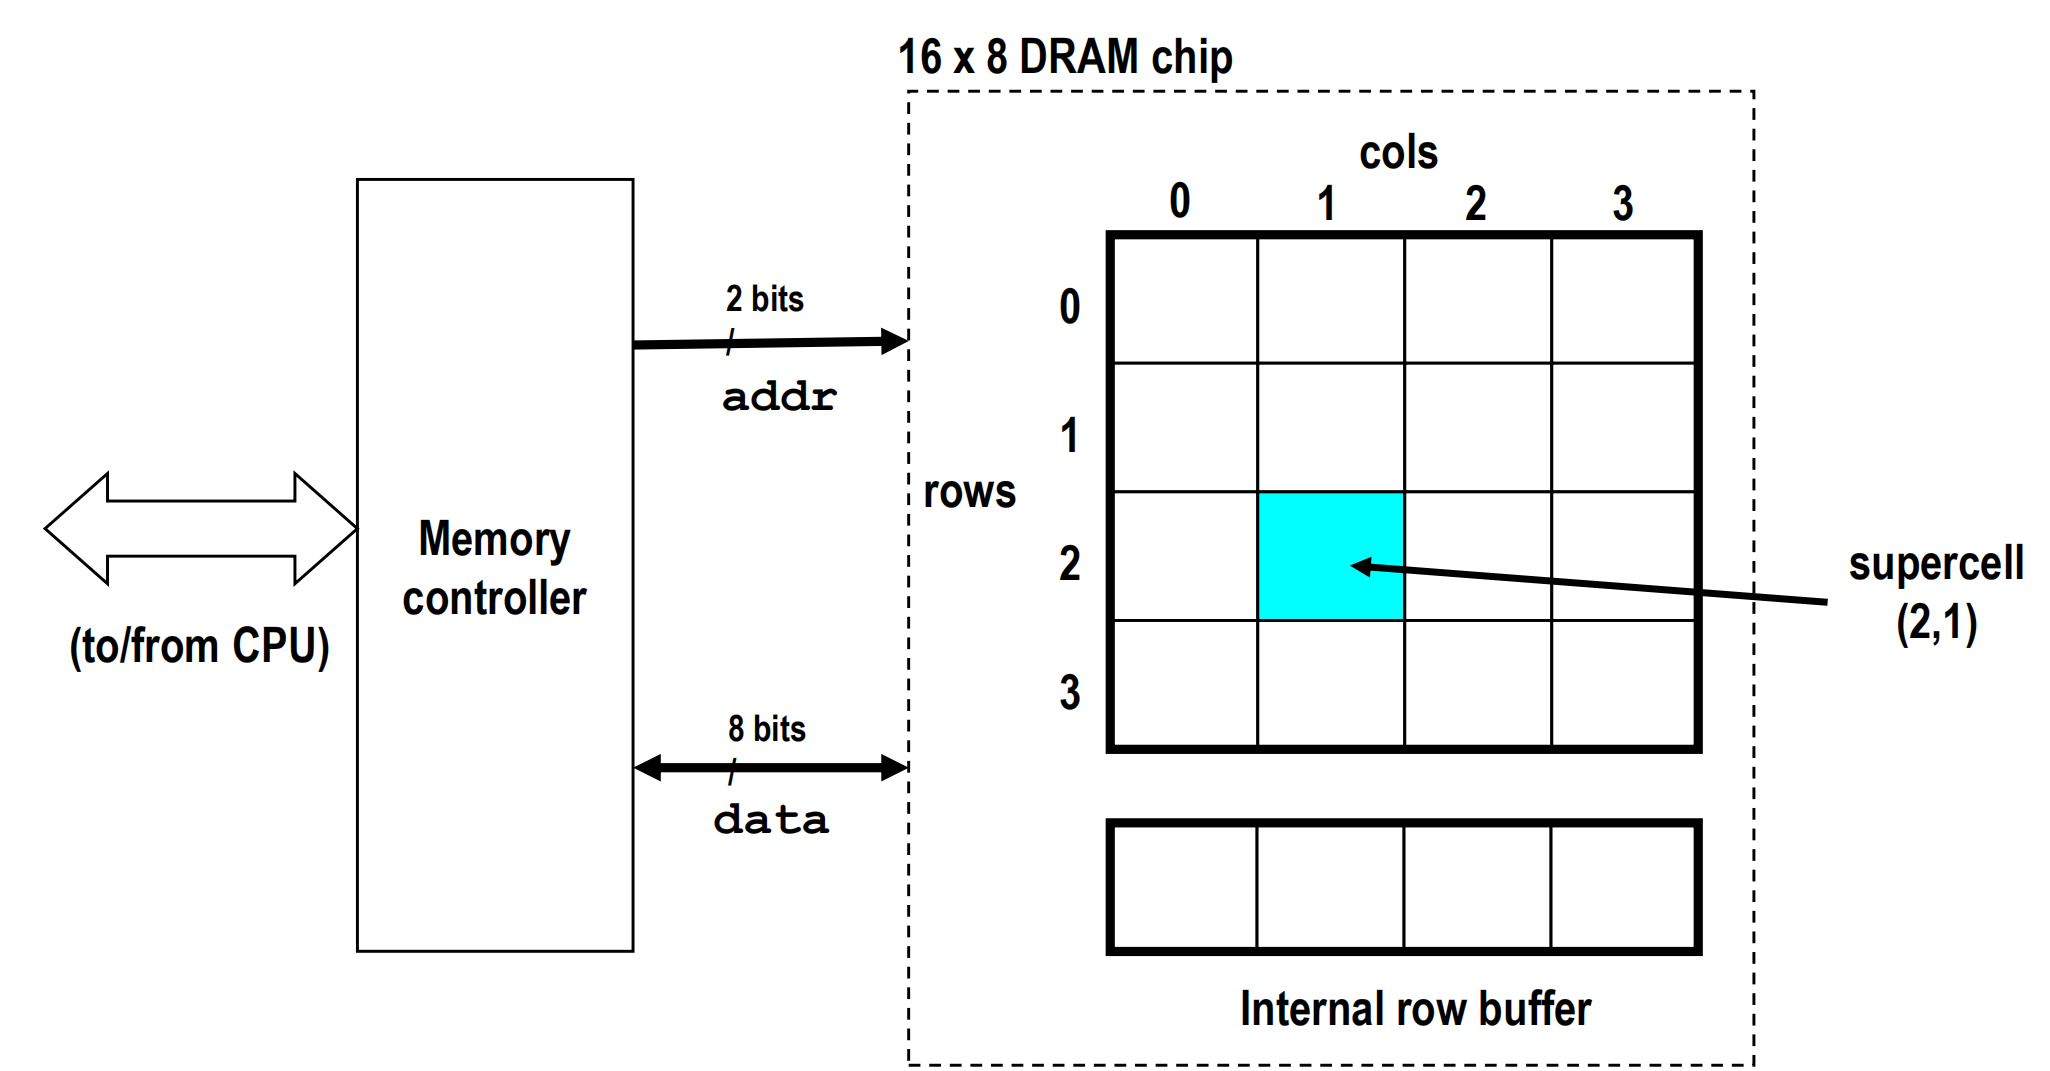 16 x 8 DRAM chip
cols
0 1 2 3
2 bits
/
addr
0
1
rows
2
3
Memory
controller
(to/from CPU)
supercell
(2,1)
8 bits
/
data
Internal row buffer